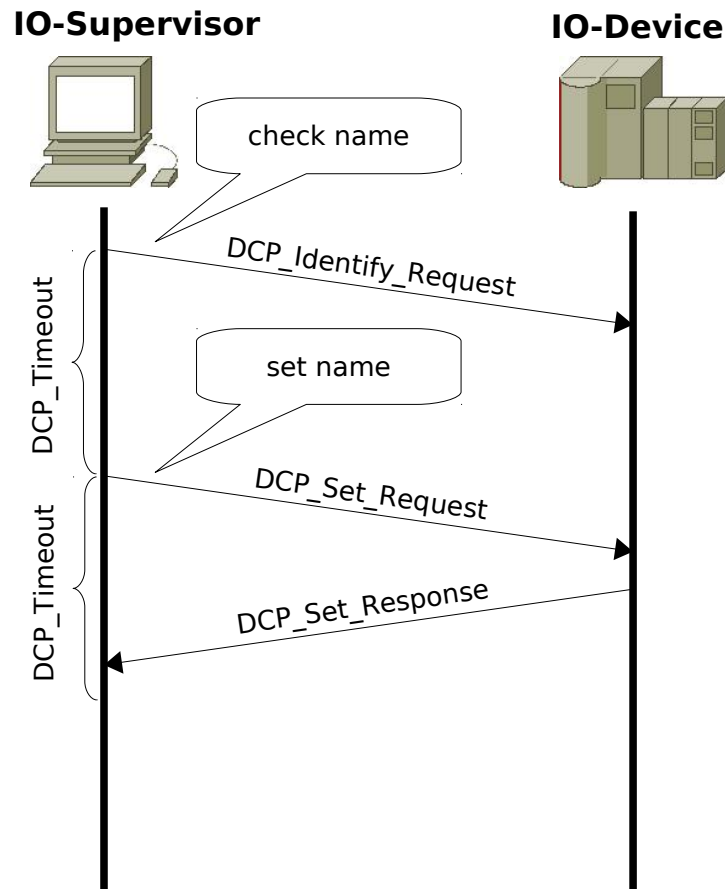 IO-Supervisor
IO-Device
check name
DCP_Identify_Request
DCP_Timeout
set name
DCP_Set_Request
DCP_Timeout
DCP_Set_Response